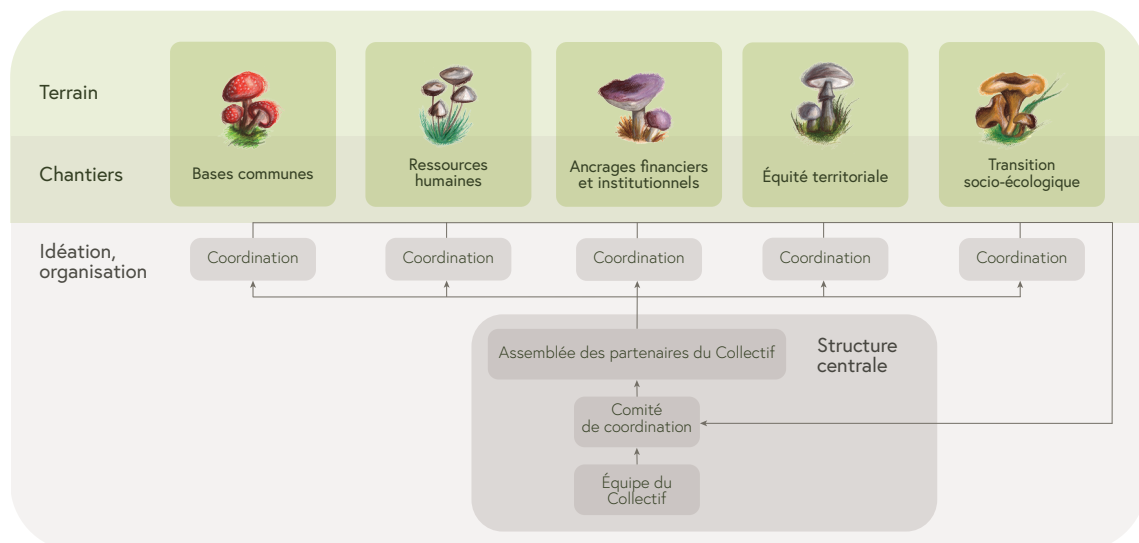 Terrain
Chantiers
Bases communes
Ressources
humaines
Ancrages financiers
et institutionnels
Équité territoriale
Transition
socio-écologique
Idéation,
organisation
Coordination
Coordination
Coordination
Coordination
Coordination
Assemblée des partenaires du Collectif
Structure
centrale
Comité
de coordination
Équipe du
Collectif